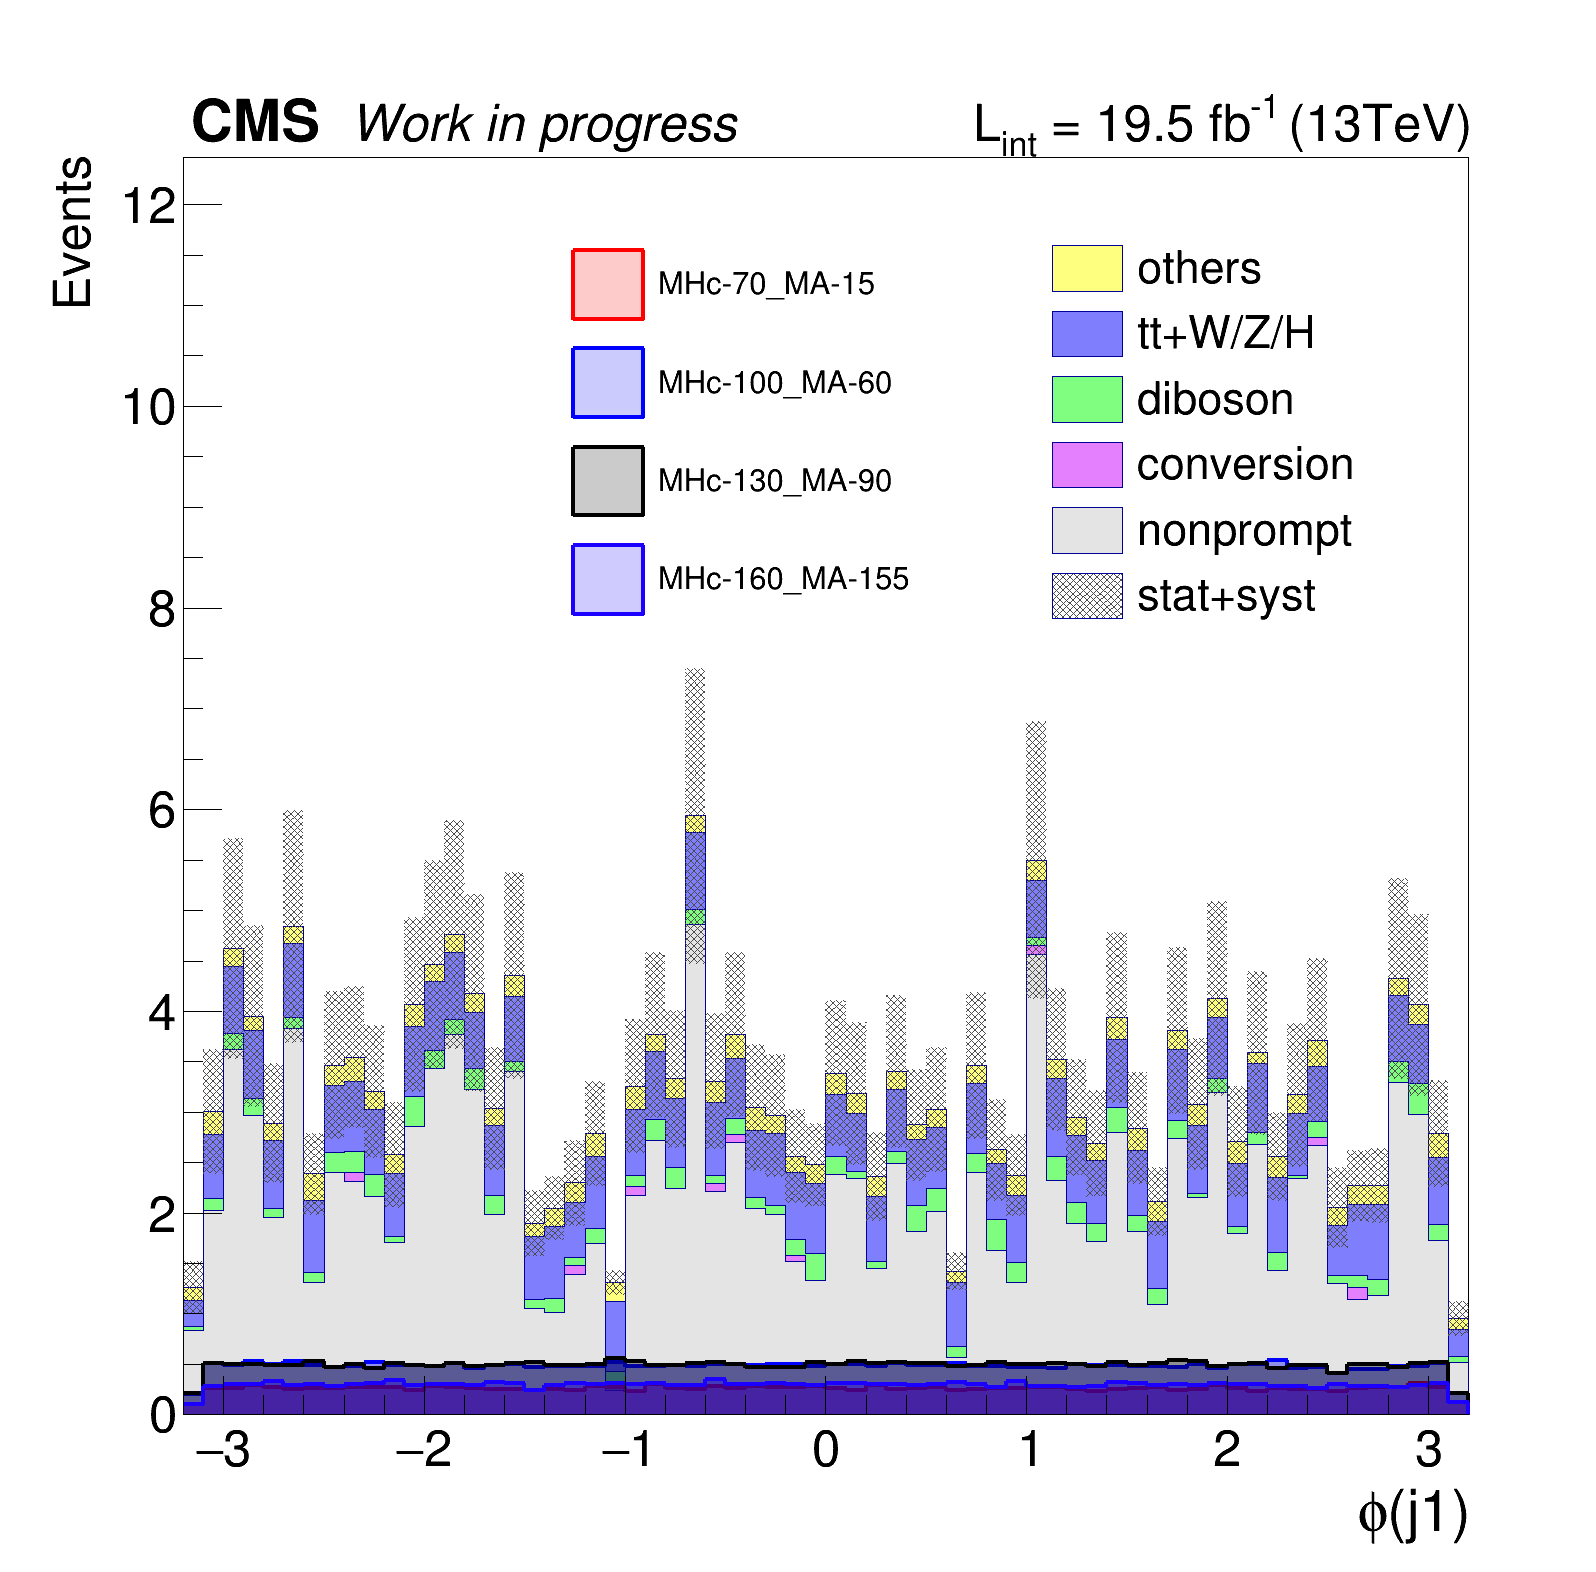 CMS Work in progress
L_int = 19.5 fb^-1 (13TeV)
Events
12
10
8
6
4
2
0
MHc-70_MA-15
MHc-100_MA-60
MHc-130_MA-90
MHc-160_MA-155
others
tt+W/Z/H
diboson
conversion
nonprompt
stat+syst
−3 −2 −1 0 1 2 3
ϕ(j1)